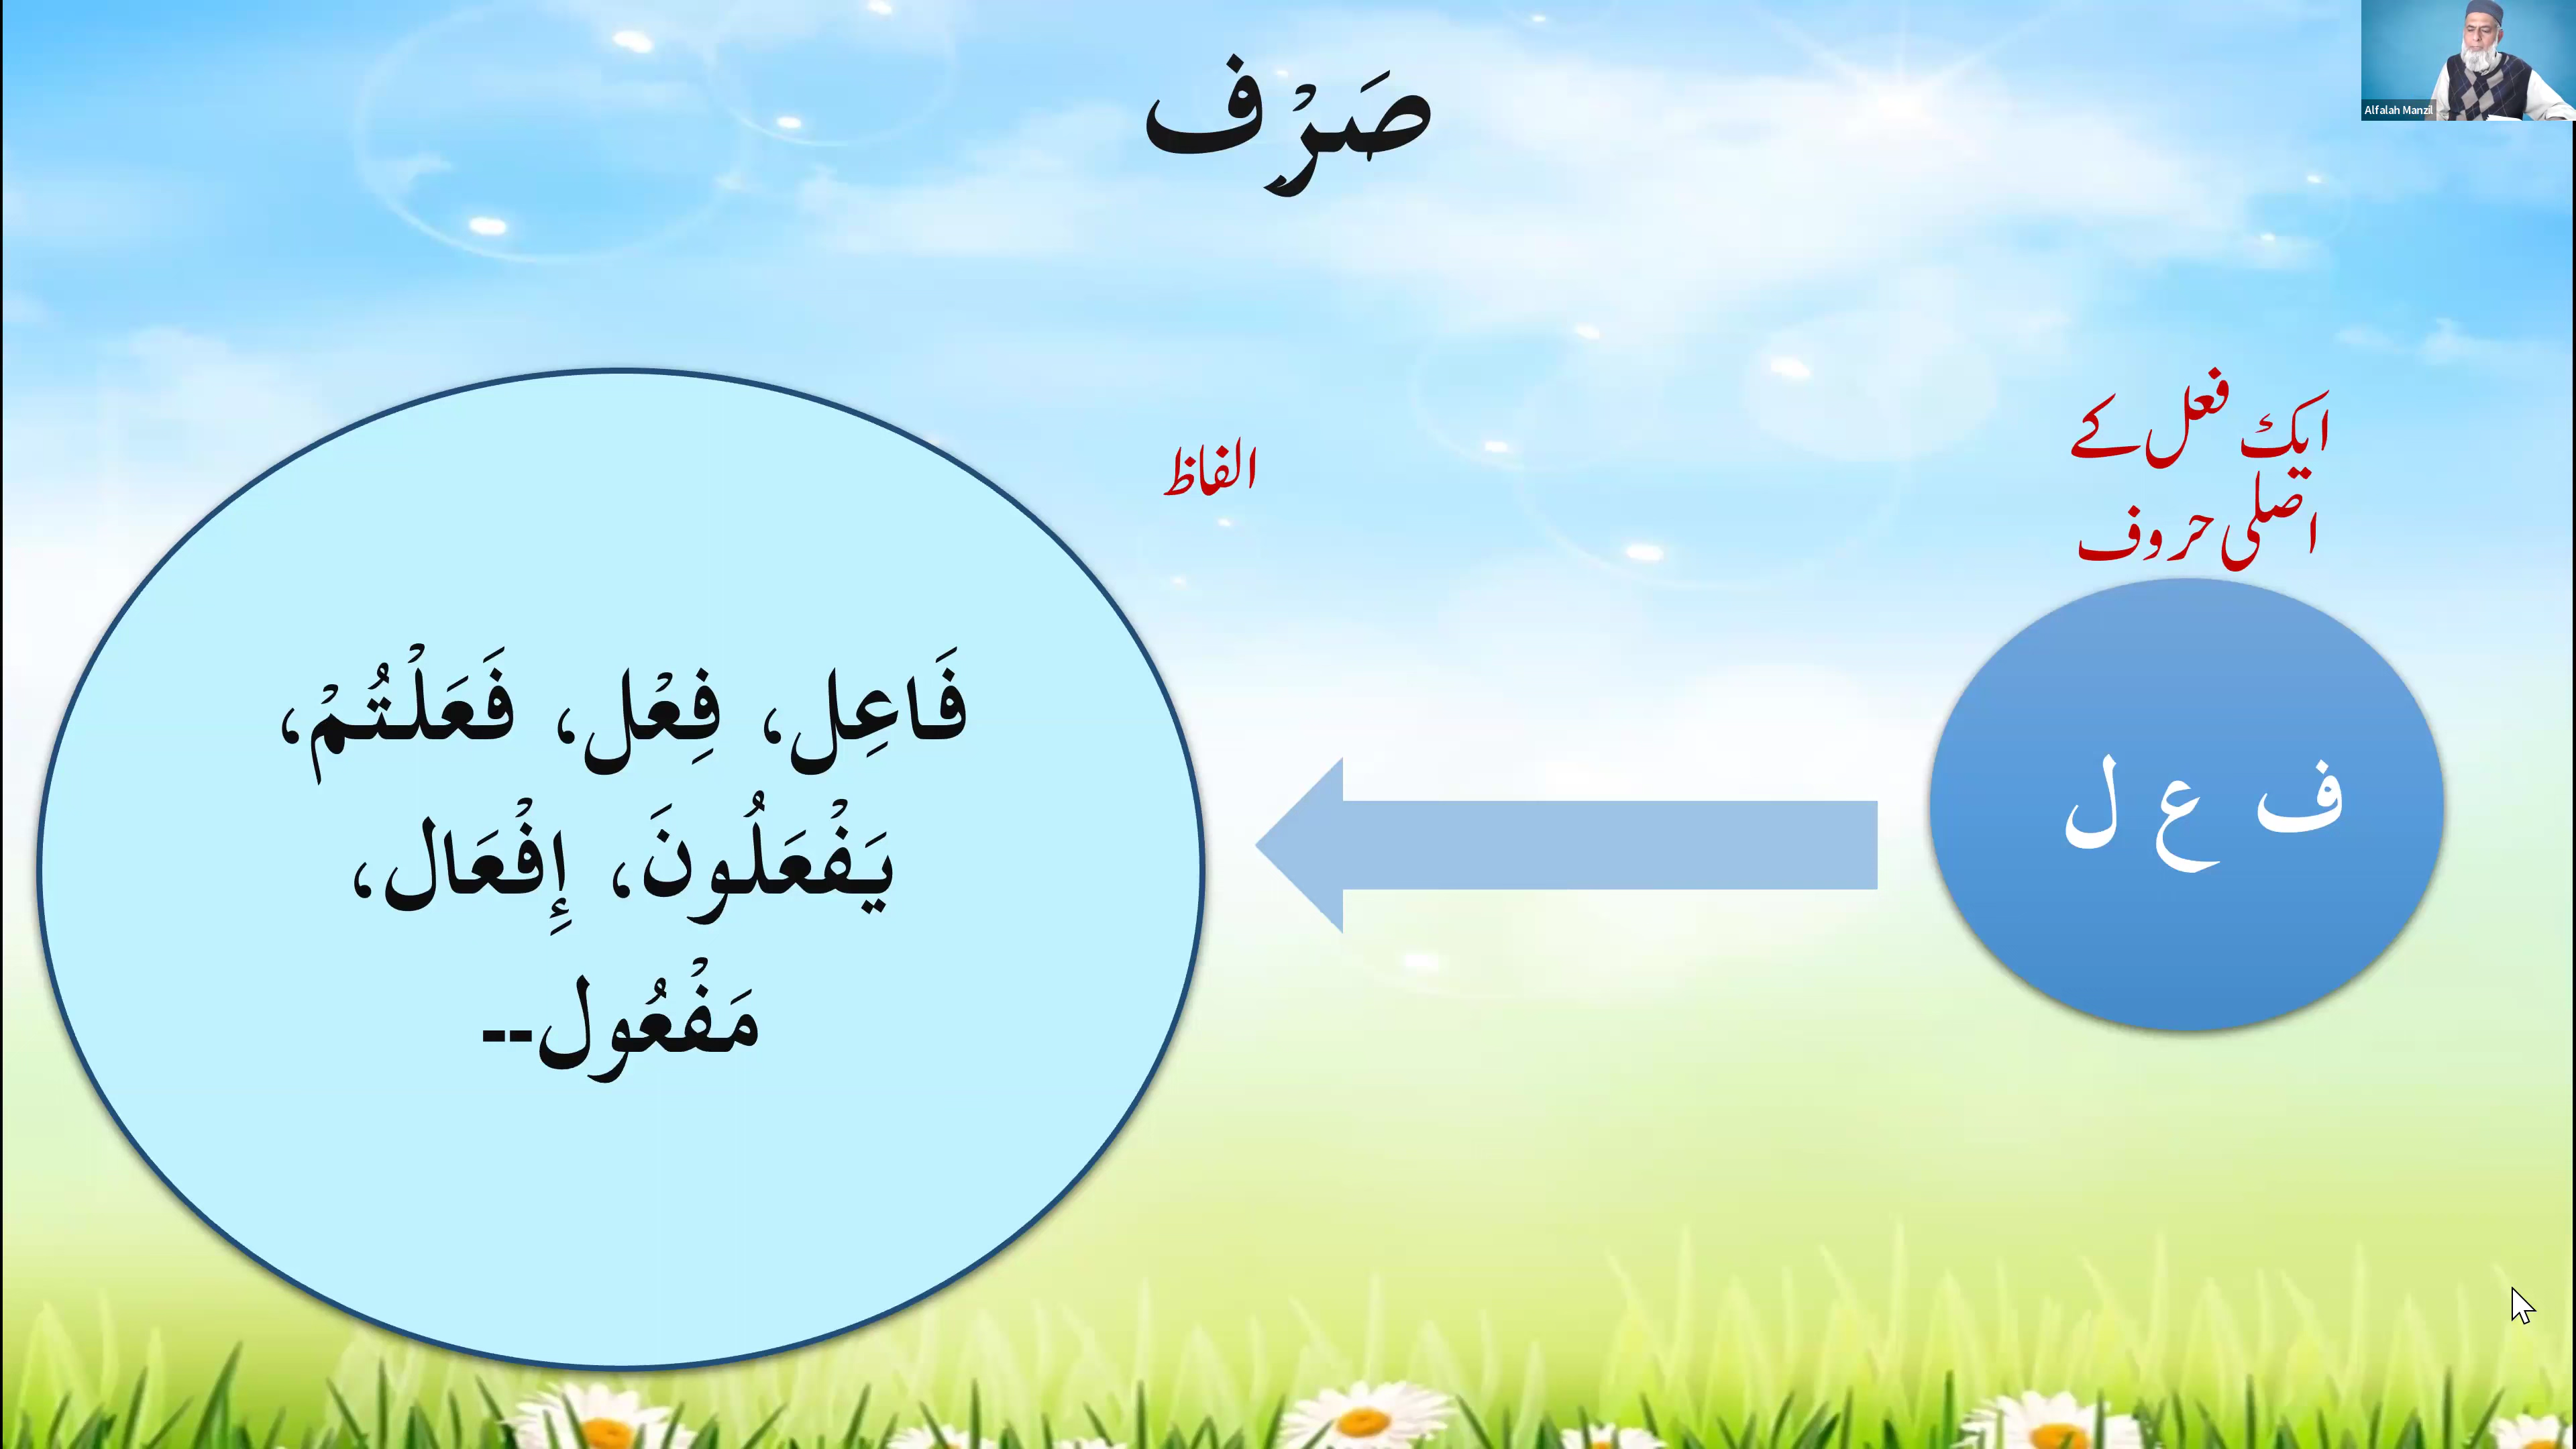 صَرْف
Alfalah Manzil
ایک فعل کے
اصلی حروف
الفاظ
ف ع ل
فَاعِل، فِعْل، فَعَلْتُمْ،
يَفْعَلُونَ، إِفْعَال،
مَفْعُول--